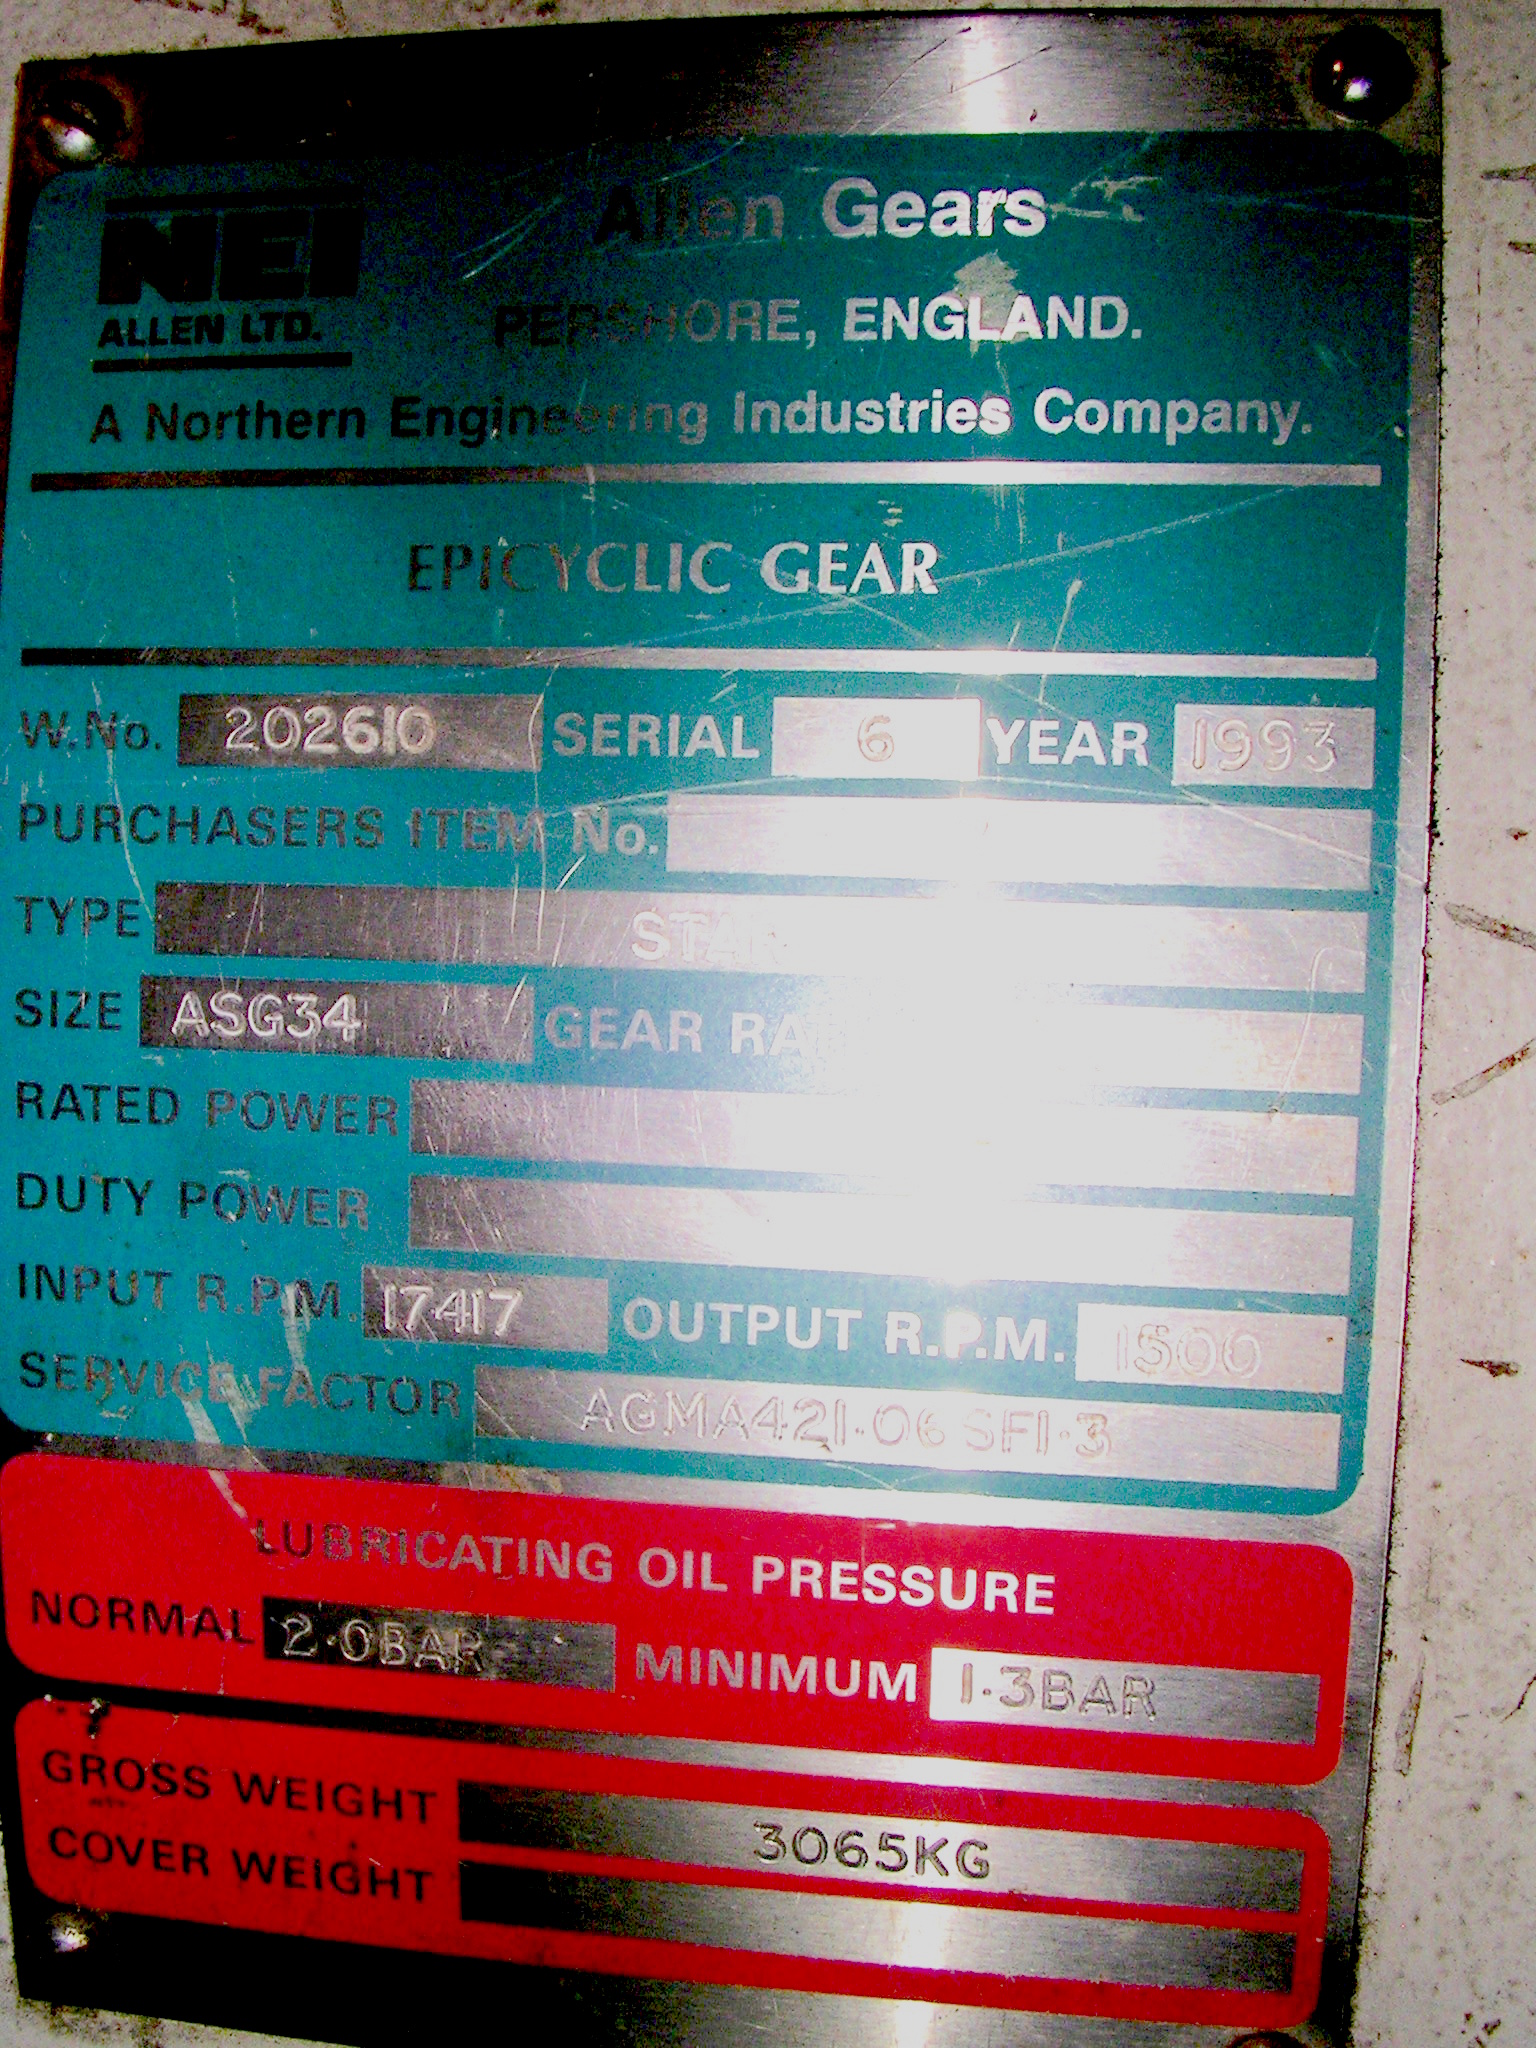 NEI
ALLEN LTD.
Allen Gears
PERSHORE, ENGLAND.
A Northern Engineering Industries Company.
EPICYCLIC GEAR
W.No. 202610 SERIAL 6 YEAR 1993
PURCHASERS ITEM No.
TYPE STAR
SIZE ASG34 GEAR
RATED POWER
DUTY POWER
INPUT R.P.M. 17417 OUTPUT R.P.M. 1500
SERVICE FACTOR AGMA421·06 SF1·3
LUBRICATING OIL PRESSURE
NORMAL 2·0BAR MINIMUM 1·3BAR
GROSS WEIGHT 3065KG
COVER WEIGHT